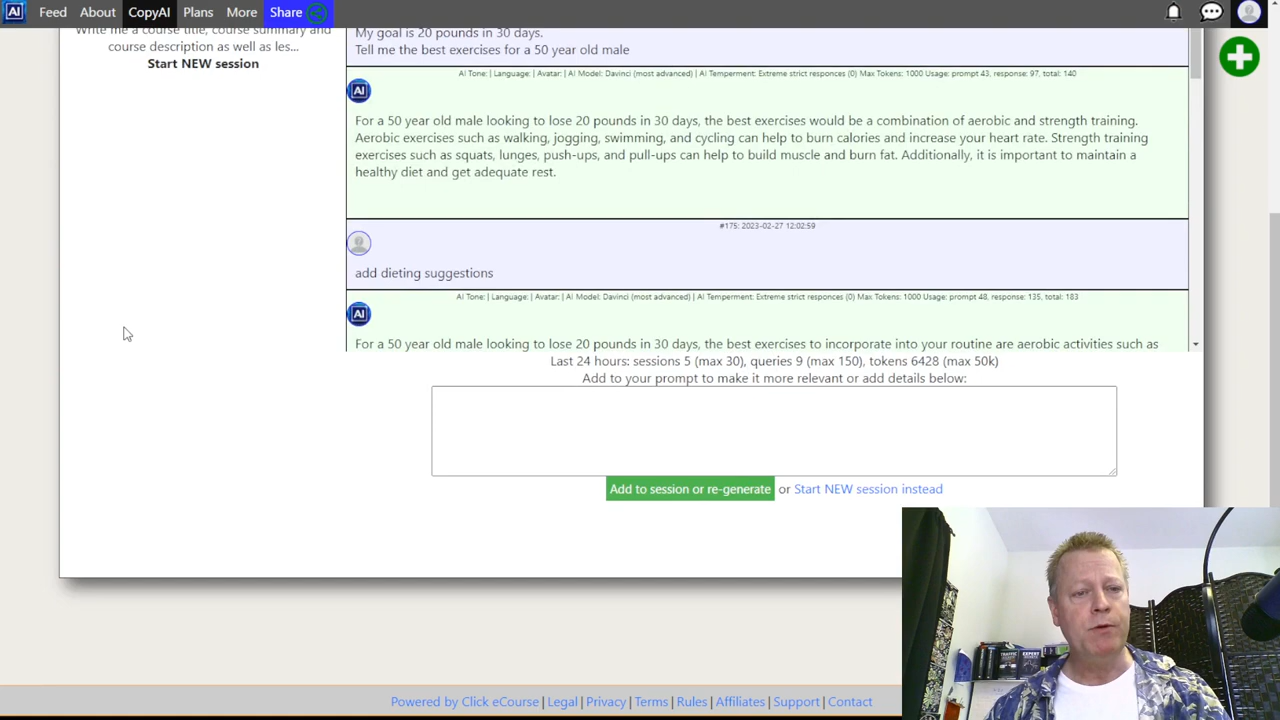 AI Feed About CopyAI Plans More Share
Write me a course title, course summary and
course description as well as les...
Start NEW session
My goal is 20 pounds in 30 days.
Tell me the best exercises for a 50 year old male
AI Tone: | Language: | Avatar: | AI Model: Davinci (most advanced) | AI Temperment: Extreme strict responces (0) Max Tokens: 1000 Usage: prompt 43, response: 97, total: 140
AI
For a 50 year old male looking to lose 20 pounds in 30 days, the best exercises would be a combination of aerobic and strength training.
Aerobic exercises such as walking, jogging, swimming, and cycling can help to burn calories and increase your heart rate. Strength training
exercises such as squats, lunges, push-ups, and pull-ups can help to build muscle and burn fat. Additionally, it is important to maintain a
healthy diet and get adequate rest.
#175: 2023-02-27 12:02:59
add dieting suggestions
AI Tone: | Language: | Avatar: | AI Model: Davinci (most advanced) | AI Temperment: Extreme strict responces (0) Max Tokens: 1000 Usage: prompt 48, response: 135, total: 183
AI
For a 50 year old male looking to lose 20 pounds in 30 days, the best exercises to incorporate into your routine are aerobic activities such as
Last 24 hours: sessions 5 (max 30), queries 9 (max 150), tokens 6428 (max 50k)
Add to your prompt to make it more relevant or add details below:
Add to session or re-generate or Start NEW session instead
TRAFFIC
EXPERT
Powered by Click eCourse | Legal | Privacy | Terms | Rules | Affiliates | Support | Contact